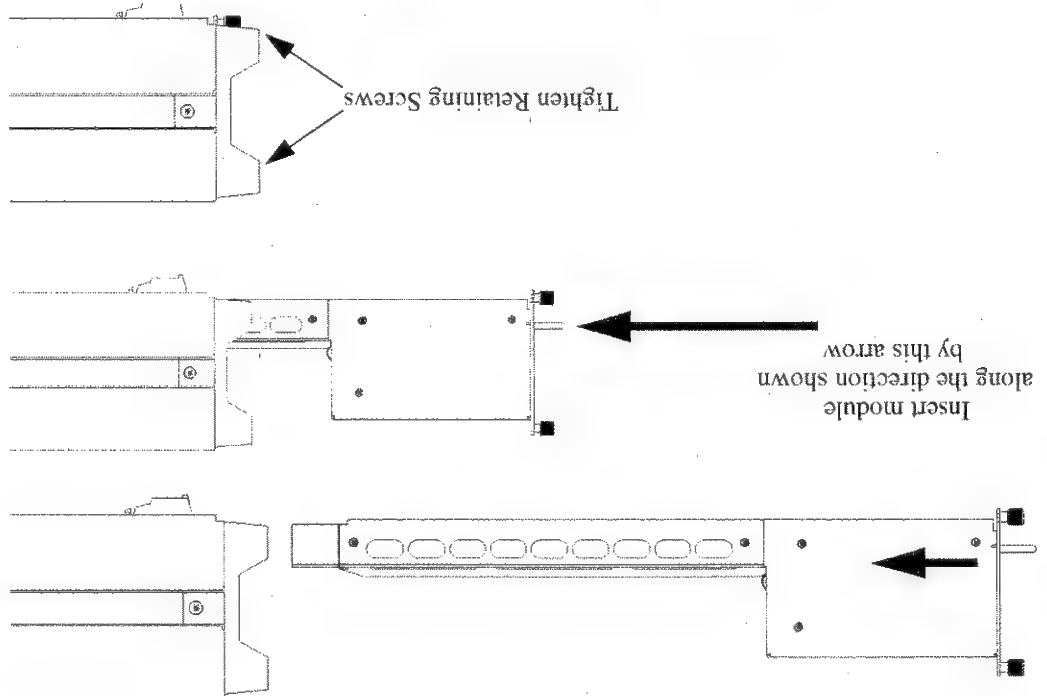 Insert module
along the direction shown
by this arrow
Tighten Retaining Screws